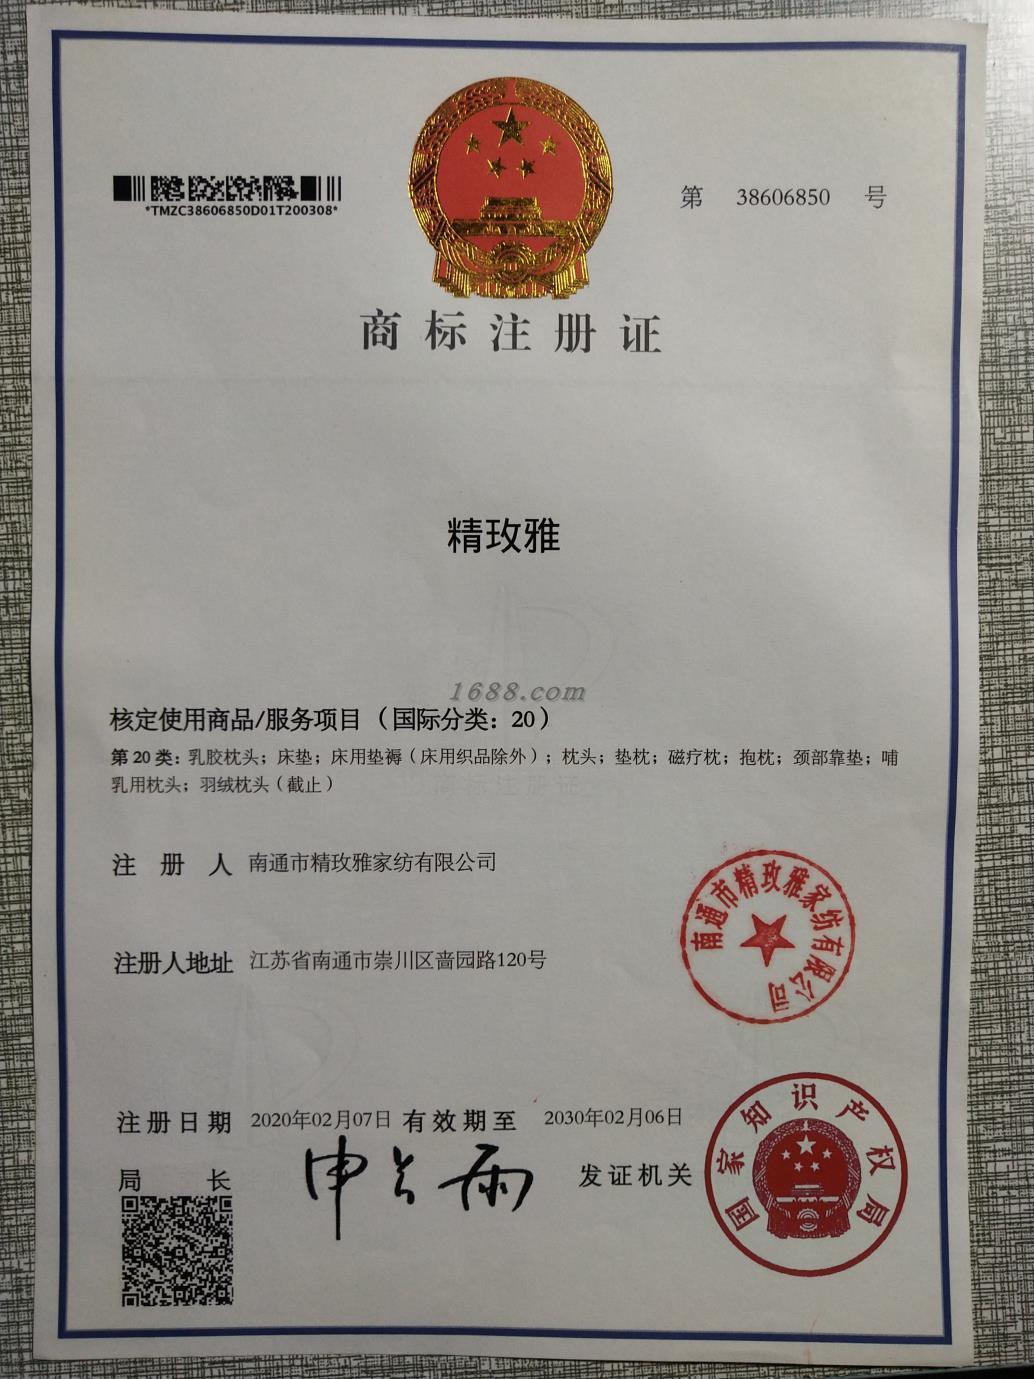 *TMZC38606850D01T200308*
第 38606850 号
商标注册证
精玫雅
1688.com
核定使用商品/服务项目（国际分类：20）
第20类：乳胶枕头；床垫；床用垫褥（床用织品除外）；枕头；垫枕；磁疗枕；抱枕；颈部靠垫；哺
乳用枕头；羽绒枕头（截止）
商标注册证
注册人 南通市精玫雅家纺有限公司
南通市精玫雅家纺有限公司
注册人地址 江苏省南通市崇川区啬园路120号
注册日期 2020年02月07日 有效期至 2030年02月06日
局长 申长雨
发证机关
国家知识产权局